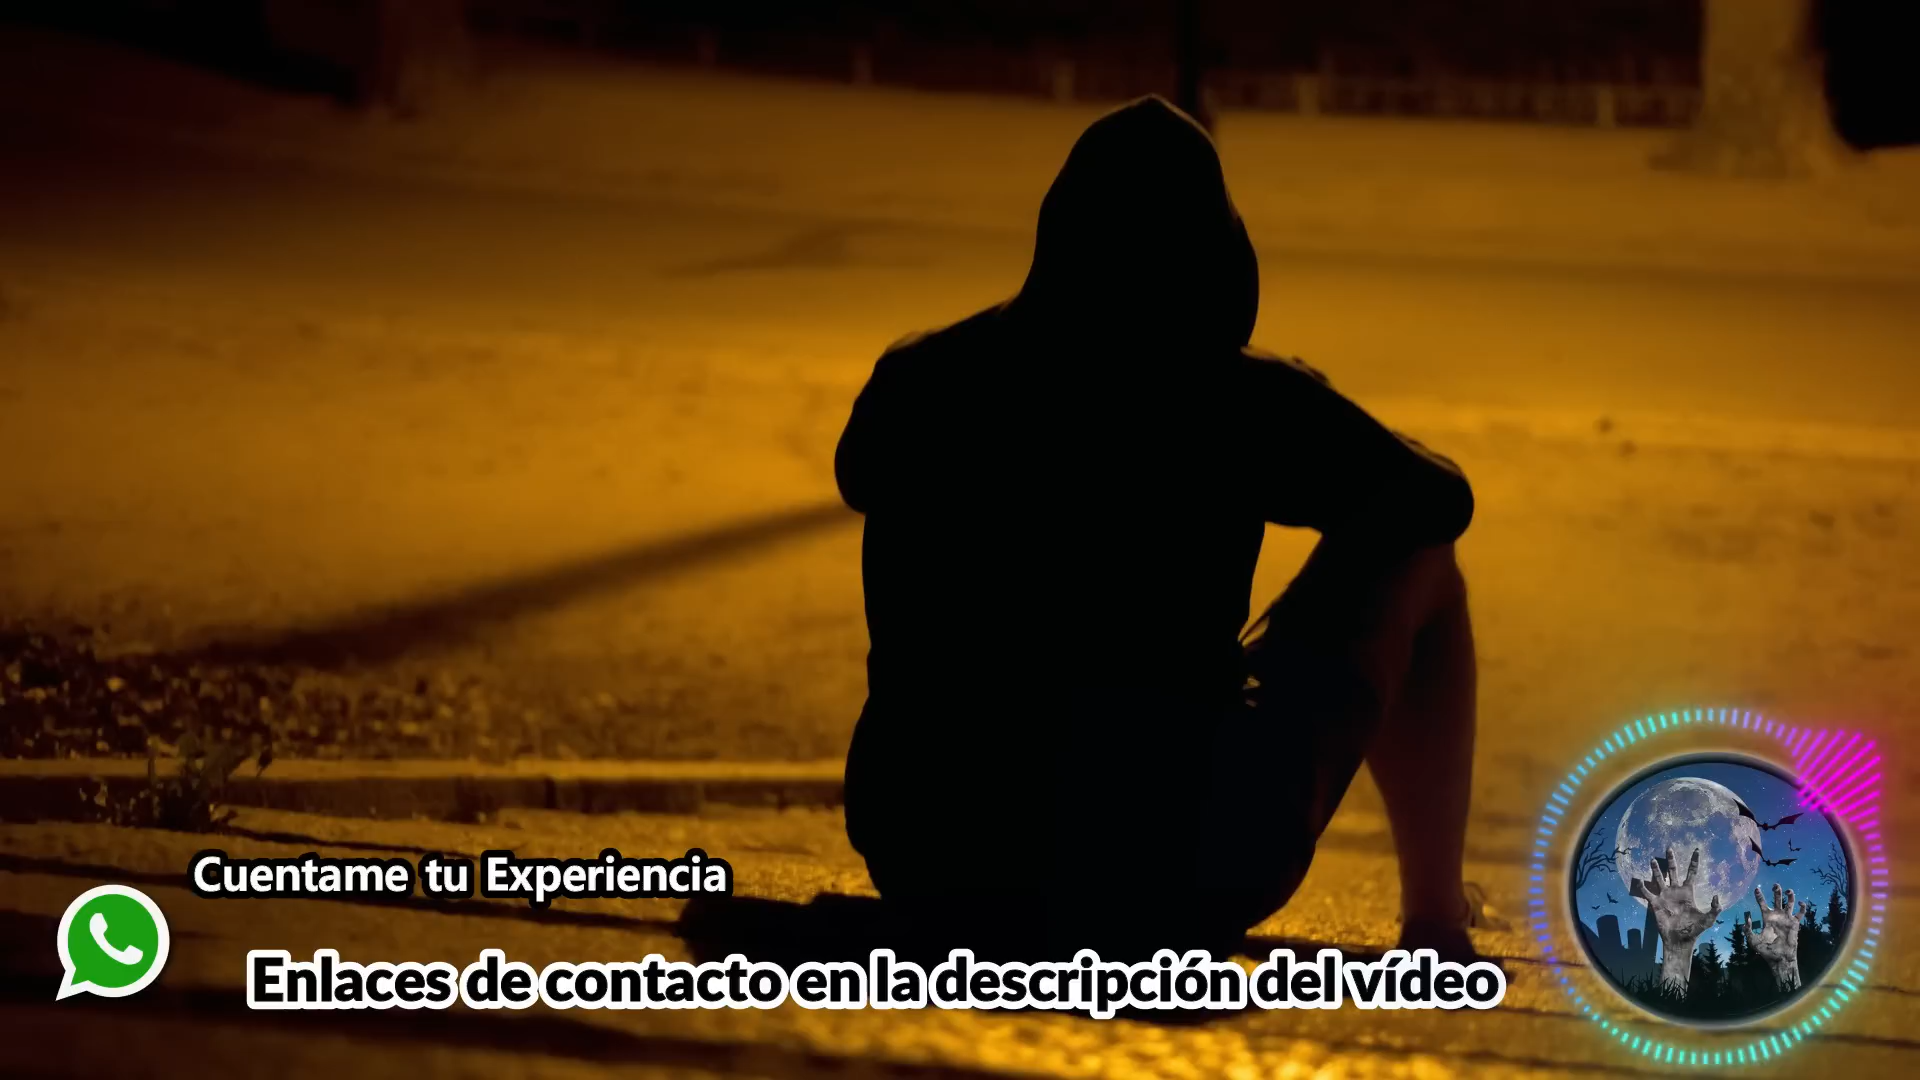 Cuentame tu Experiencia
Enlaces de contacto en la descripción del vídeo